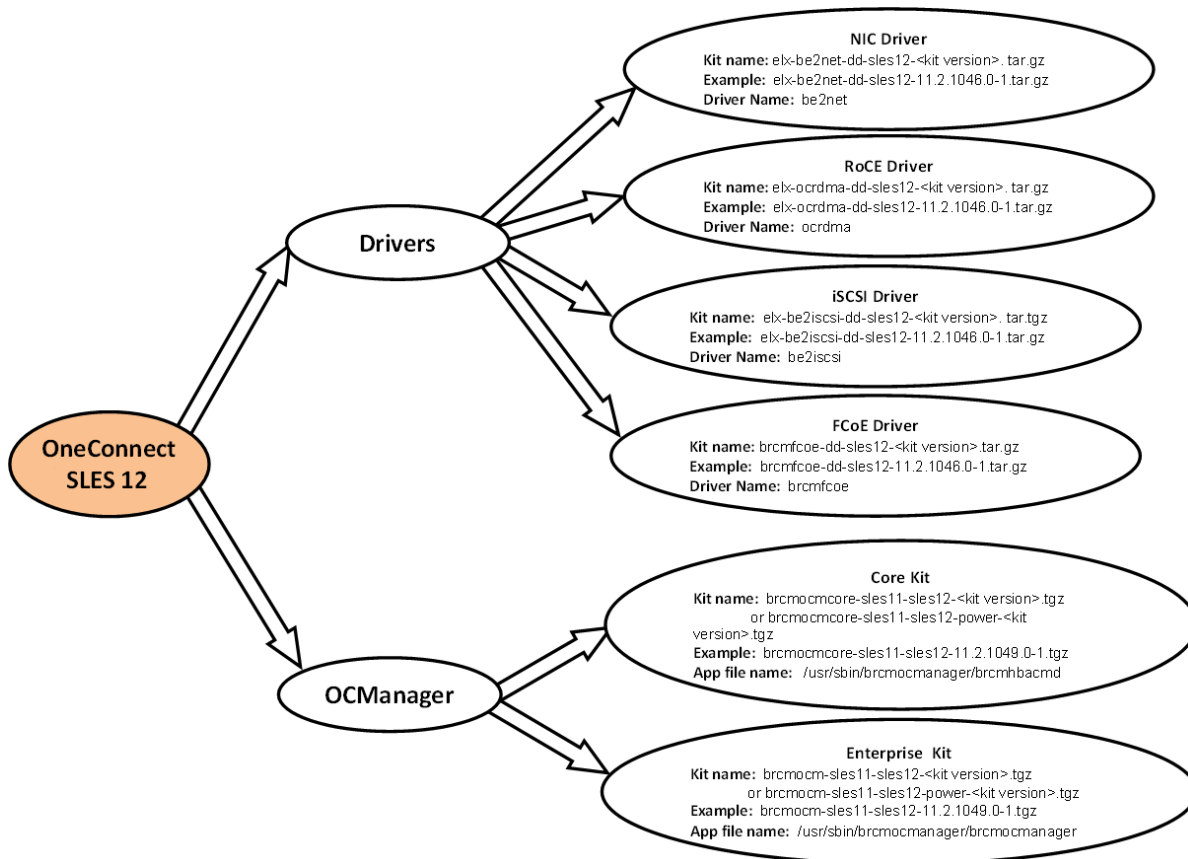 NIC Driver
Kit name: elx-be2net-dd-sles12-<kit version>. tar.gz
Example: elx-be2net-dd-sles12-11.2.1046.0-1.tar.gz
Driver Name: be2net
RoCE Driver
Kit name: elx-ocrdma-dd-sles12-<kit version>. tar.gz
Example: elx-ocrdma-dd-sles12-11.2.1046.0-1.tar.gz
Driver Name: ocrdma
Drivers
iSCSI Driver
Kit name: elx-be2iscsi-dd-sles12-<kit version>. tar.tgz
Example: elx-be2iscsi-dd-sles12-11.2.1046.0-1.tar.gz
Driver Name: be2iscsi
FCoE Driver
Kit name: brcmfcoe-dd-sles12-<kit version>.tar.gz
Example: brcmfcoe-dd-sles12-11.2.1046.0-1.tar.gz
Driver Name: brcmfcoe
OneConnect
SLES 12
Core Kit
Kit name: brcmocmcore-sles11-sles12-<kit version>.tgz
or brcmocmcore-sles11-sles12-power-<kit
version>.tgz
Example: brcmocmcore-sles11-sles12-11.2.1049.0-1.tgz
App file name: /usr/sbin/brcmocmanager/brcmhbacmd
OCManager
Enterprise Kit
Kit name: brcmocm-sles11-sles12-<kit version>.tgz
or brcmocm-sles11-sles12-power-<kit version>.tgz
Example: brcmocm-sles11-sles12-11.2.1049.0-1.tgz
App file name: /usr/sbin/brcmocmanager/brcmocmanager